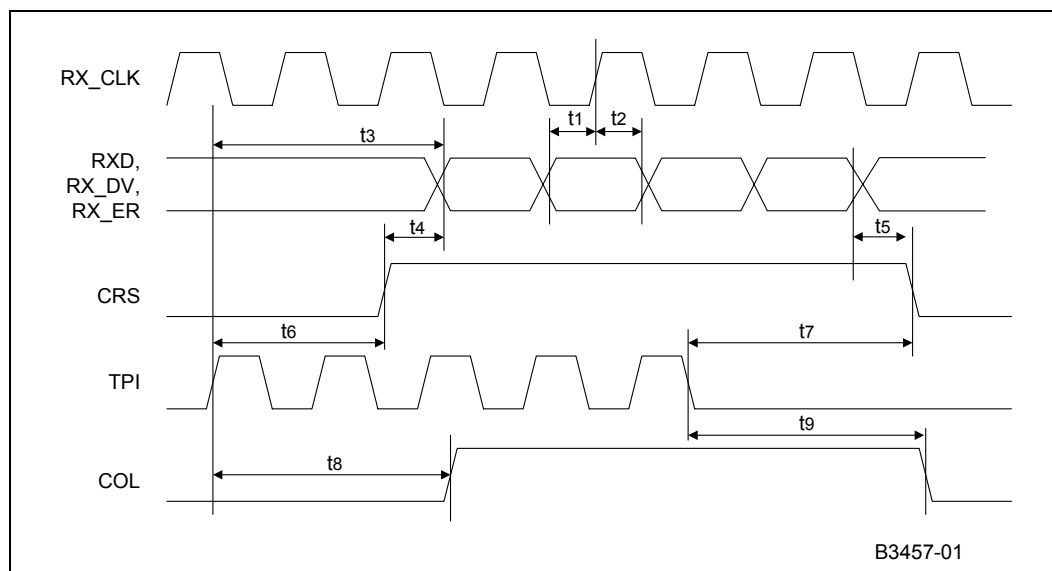 RX_CLK
t1
t2
t3
RXD,
RX_DV,
RX_ER
t4
t5
CRS
t6
t7
TPI
t9
t8
COL
B3457-01